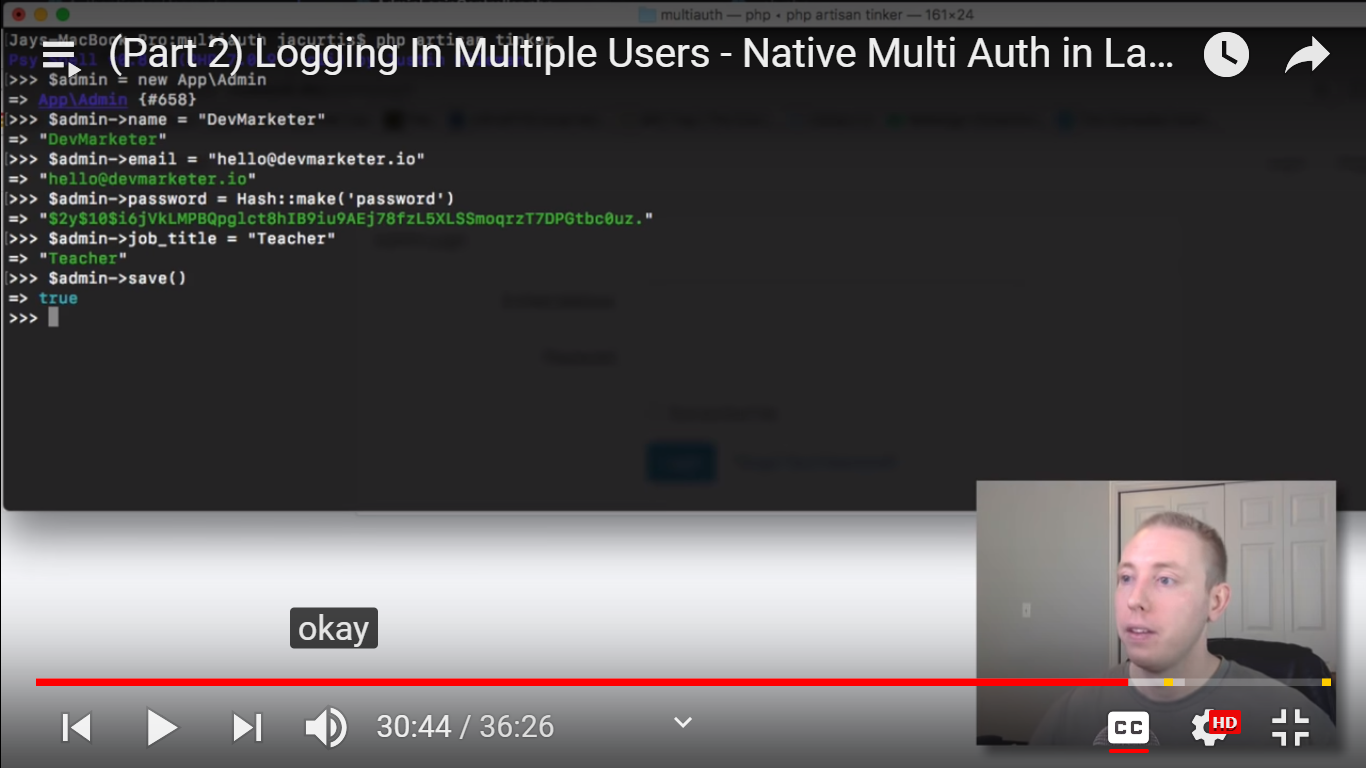 multiauth — php • php artisan tinker — 161×24
Jays-MacBook-Pro:multiauth jacurtis$ php artisan tinker
(Part 2) Logging In Multiple Users - Native Multi Auth in La...
>>> $admin = new App\Admin
=> App\Admin {#658}
>>> $admin->name = "DevMarketer"
=> "DevMarketer"
>>> $admin->email = "hello@devmarketer.io"
=> "hello@devmarketer.io"
>>> $admin->password = Hash::make('password')
=> "$2y$10$i6jVkLMPBQpglct8hIB9iu9AEj78fzL5XLSSmoqrzT7DPGtbc0uz."
>>> $admin->job_title = "Teacher"
=> "Teacher"
>>> $admin->save()
=> true
>>>
okay
30:44 / 36:26
CC
HD